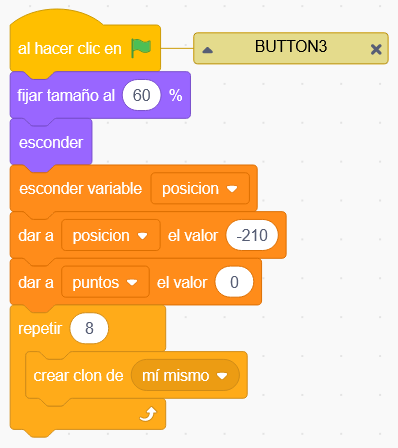 al hacer clic en
BUTTON3
fijar tamaño al 60 %
esconder
esconder variable posicion
dar a posicion el valor -210
dar a puntos el valor 0
repetir 8
crear clon de mí mismo